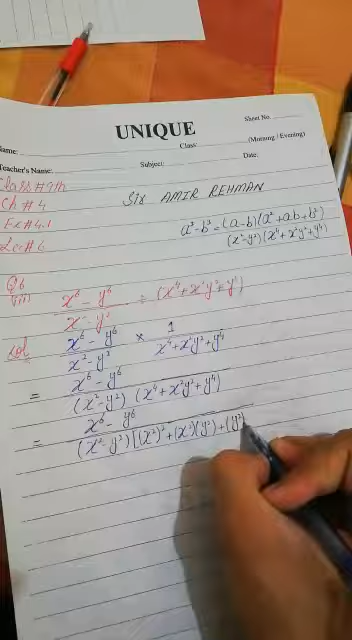 UNIQUE
Sheet No.
Name: Class: (Morning / Evening)
Teacher's Name: Subject: Date:
Class # 9th
Ch # 4
Ex # 4.1
Lec # 6
Sir AMIR REHMAN
a³-b³=(a-b)(a²+ab+b²)
(x²-y²)(x⁴+x²y²+y⁴)
Q6
(viii) x⁶-y⁶/x²-y² ÷ (x⁴+x²y²+y⁴)
Sol x⁶-y⁶/x²-y² × 1/x⁴+x²y²+y⁴
= x⁶-y⁶/(x²-y²)(x⁴+x²y²+y⁴)
= x⁶-y⁶/(x²-y²)[(x²)²+(x²)(y²)+(y²)